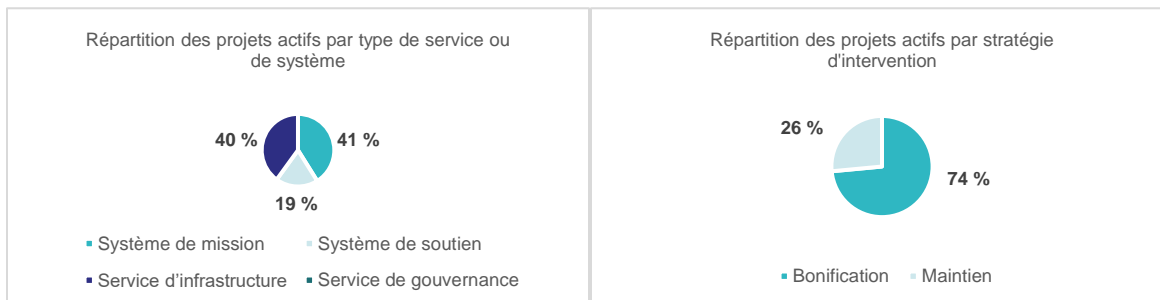 Répartition des projets actifs par type de service ou
de système
40 %
41 %
19 %
Système de mission
Système de soutien
Service d’infrastructure
Service de gouvernance
Répartition des projets actifs par stratégie
d'intervention
26 %
74 %
Bonification
Maintien